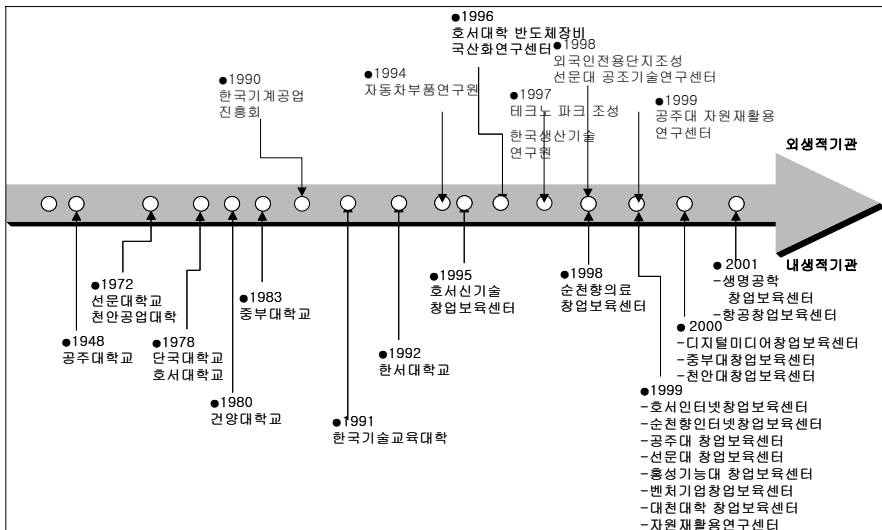 ●1996
호서대학 반도체장비
국산화연구센터
●1998
외국인전용단지조성
선문대 공조기술연구센터
●1990
한국기계공업
진흥회
●1994
자동차부품연구원
●1997
테크노 파크 조성
한국생산기술
연구원
●1999
공주대 자원재활용
연구센터
외생적기관
내생적기관
●1972
선문대학교
천안공업대학
●1983
중부대학교
●1995
호서신기술
창업보육센터
●1998
순천향의료
창업보육센터
●2001
-생명공학
창업보육센터
-항공창업보육센터
●1948
공주대학교
●1978
단국대학교
호서대학교
●1992
한서대학교
●2000
-디지털미디어창업보육센터
-중부대창업보육센터
-천안대창업보육센터
●1980
건양대학교
●1991
한국기술교육대학
●1999
-호서인터넷창업보육센터
-순천향인터넷창업보육센터
-공주대 창업보육센터
-선문대 창업보육센터
-홍성기능대 창업보육센터
-벤처기업창업보육센터
-대천대학 창업보육센터
-자원재활용연구센터